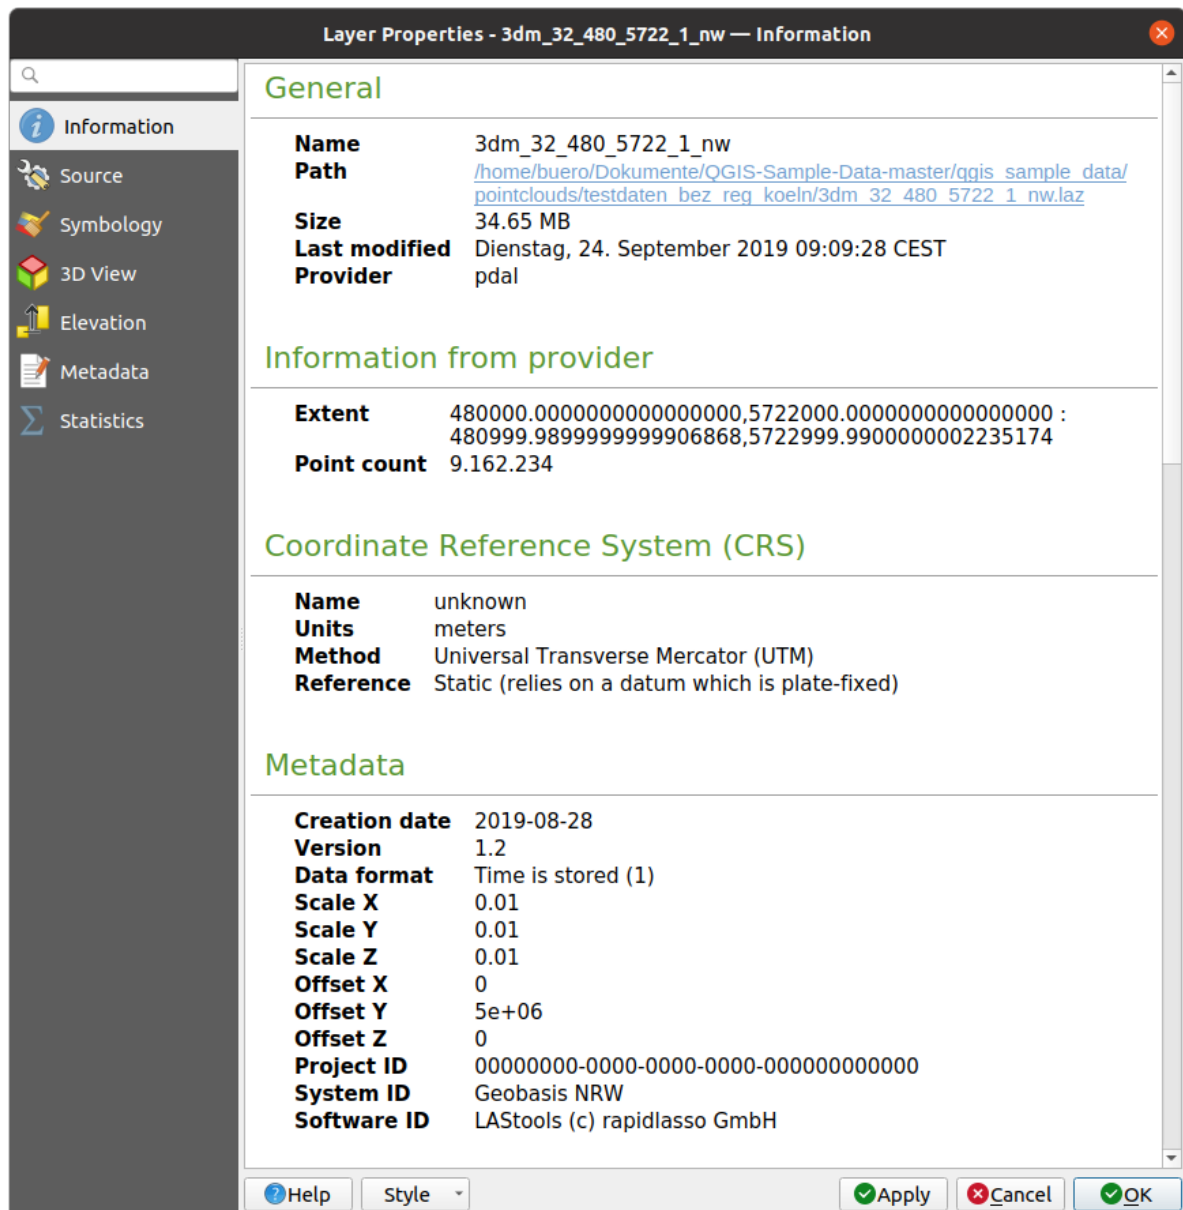 Layer Properties - 3dm_32_480_5722_1_nw — Information
Information
Source
Symbology
3D View
Elevation
Metadata
Statistics
General
Name 3dm_32_480_5722_1_nw
Path /home/buero/Dokumente/QGIS-Sample-Data-master/qgis_sample_data/
pointclouds/testdaten_bez_reg_koeln/3dm_32_480_5722_1_nw.laz
Size 34.65 MB
Last modified Dienstag, 24. September 2019 09:09:28 CEST
Provider pdal
Information from provider
Extent 480000.0000000000000000,5722000.0000000000000000 :
480999.9899999999906868,5722999.9900000002235174
Point count 9.162.234
Coordinate Reference System (CRS)
Name unknown
Units meters
Method Universal Transverse Mercator (UTM)
Reference Static (relies on a datum which is plate-fixed)
Metadata
Creation date 2019-08-28
Version 1.2
Data format Time is stored (1)
Scale X 0.01
Scale Y 0.01
Scale Z 0.01
Offset X 0
Offset Y 5e+06
Offset Z 0
Project ID 00000000-0000-0000-0000-000000000000
System ID Geobasis NRW
Software ID LAStools (c) rapidlasso GmbH
Help Style Apply Cancel OK